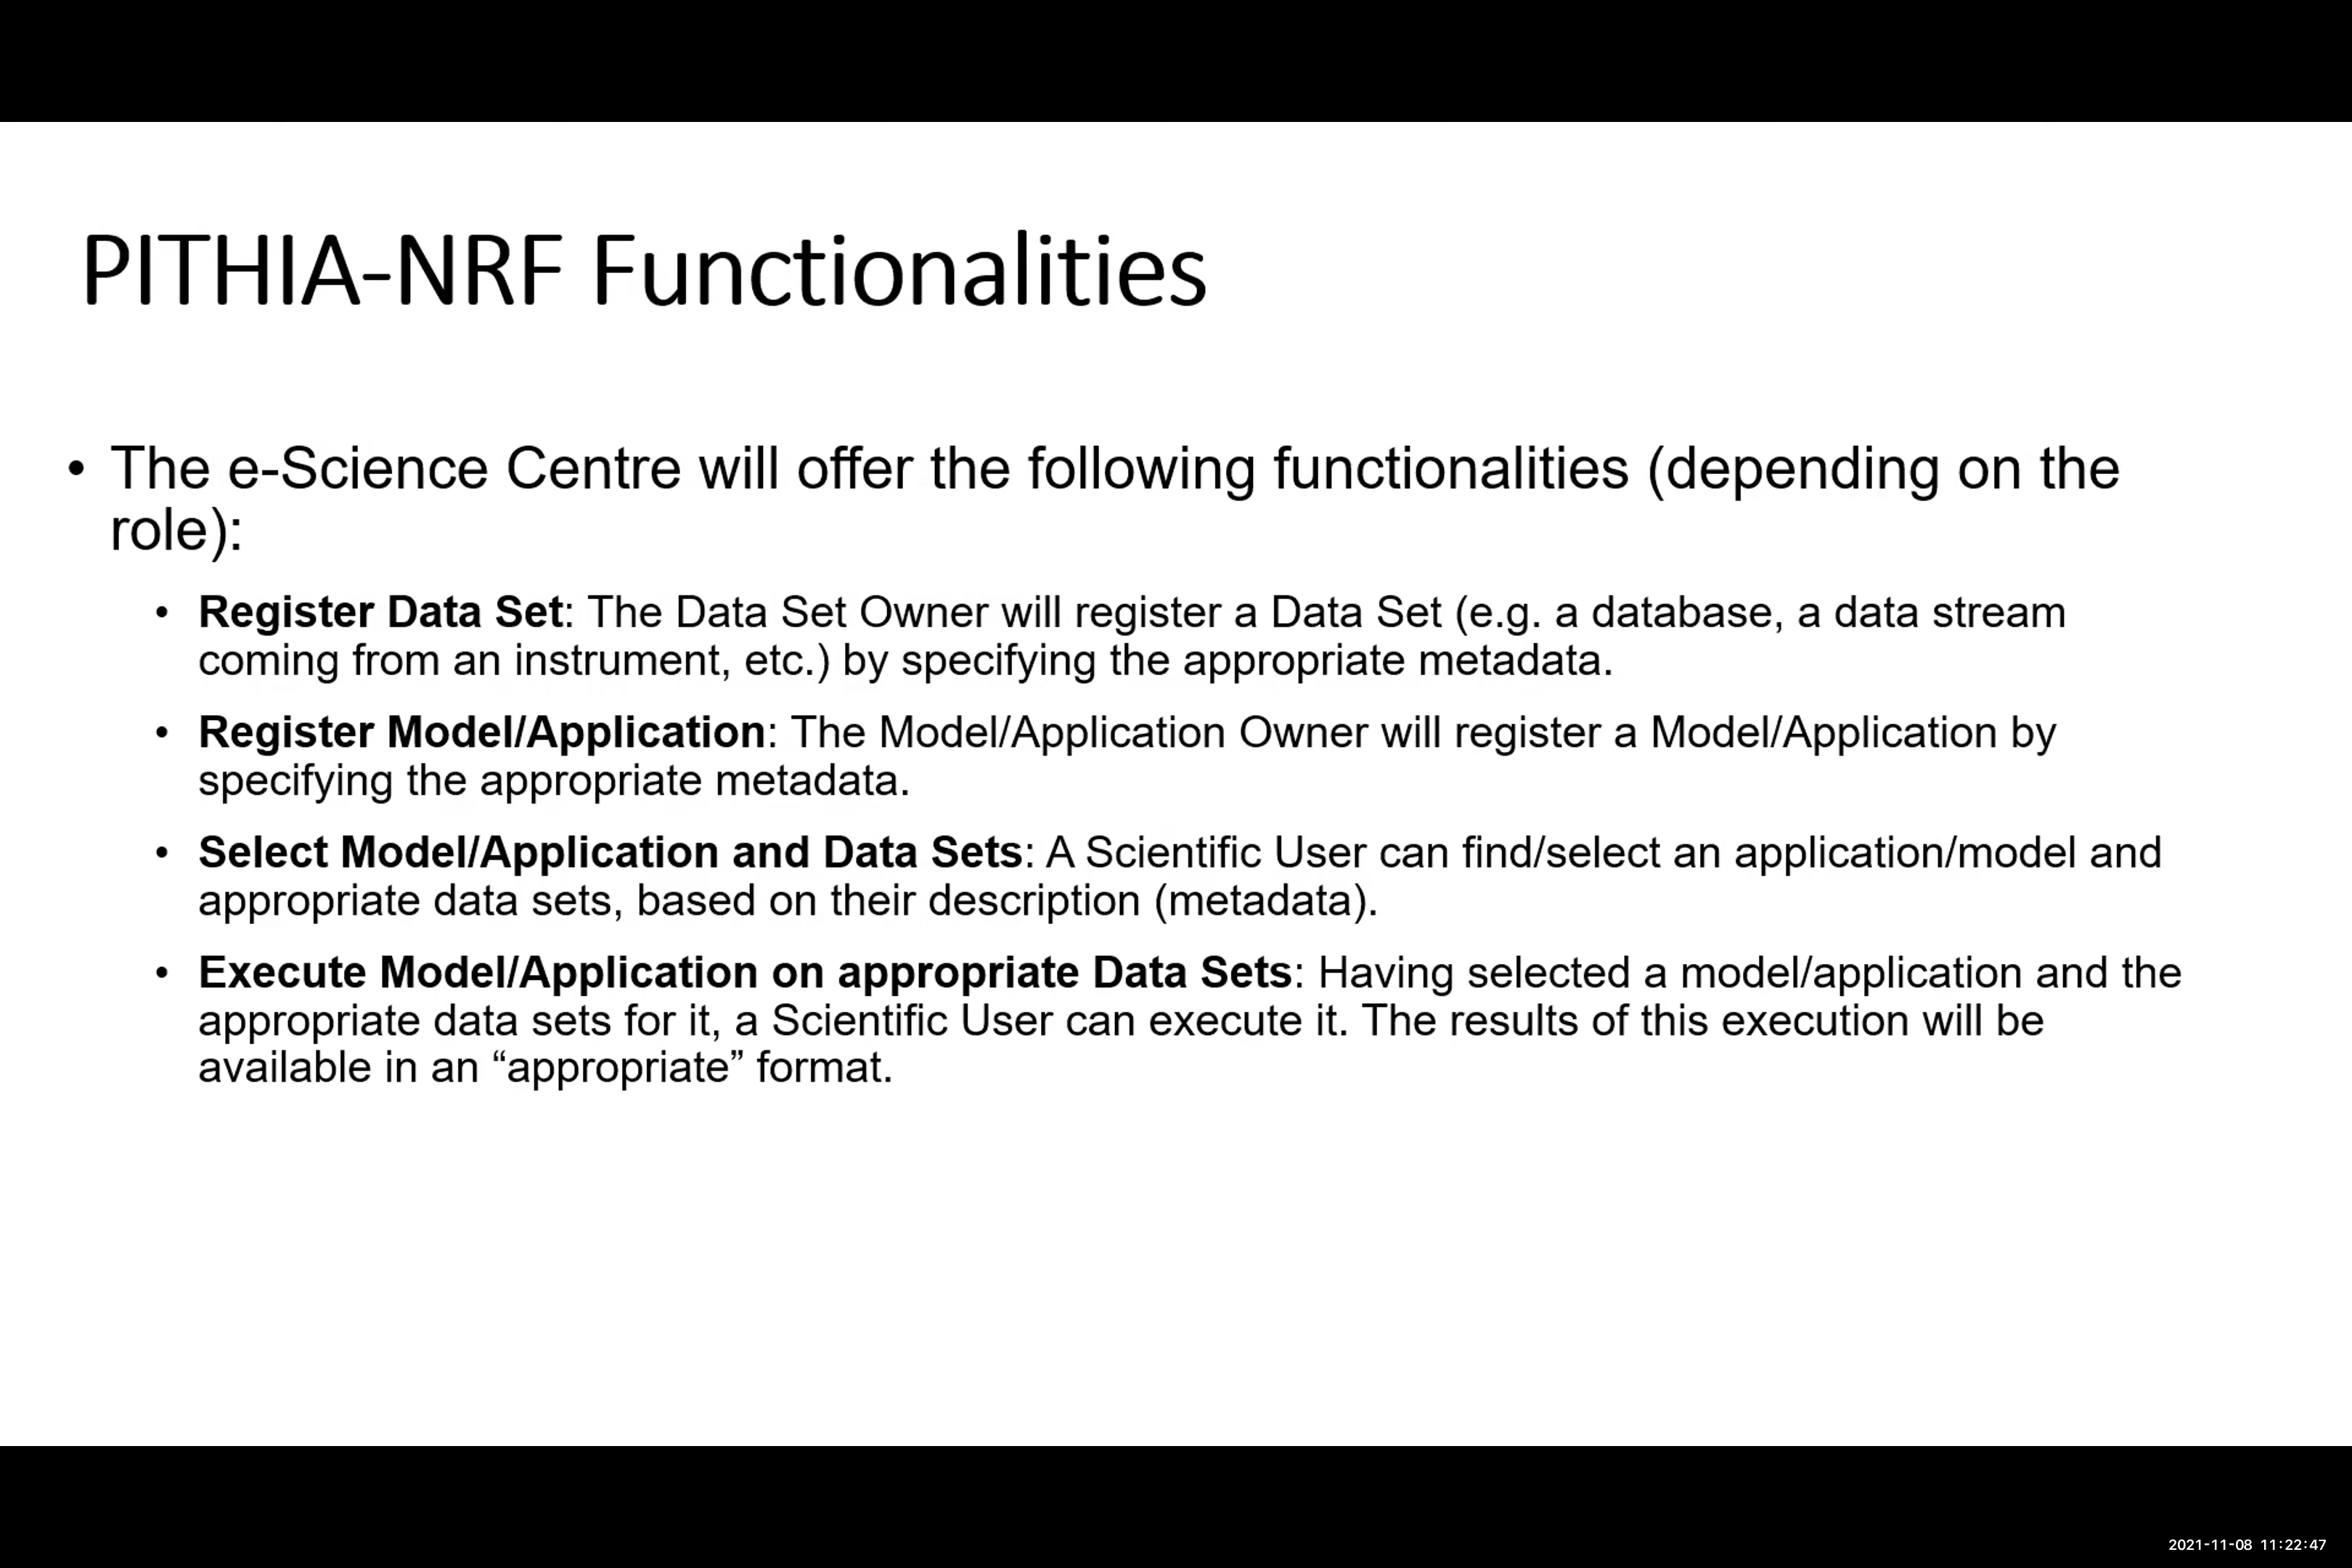 PITHIA-NRF Functionalities
• The e-Science Centre will offer the following functionalities (depending on the
role):
• Register Data Set: The Data Set Owner will register a Data Set (e.g. a database, a data stream
coming from an instrument, etc.) by specifying the appropriate metadata.
• Register Model/Application: The Model/Application Owner will register a Model/Application by
specifying the appropriate metadata.
• Select Model/Application and Data Sets: A Scientific User can find/select an application/model and
appropriate data sets, based on their description (metadata).
• Execute Model/Application on appropriate Data Sets: Having selected a model/application and the
appropriate data sets for it, a Scientific User can execute it. The results of this execution will be
available in an “appropriate” format.
2021-11-08 11:22:47